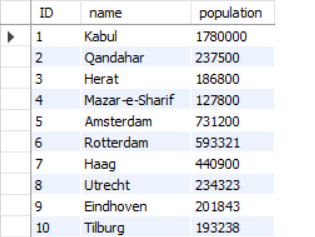 ID name population
1 Kabul 1780000
2 Qandahar 237500
3 Herat 186800
4 Mazar-e-Sharif 127800
5 Amsterdam 731200
6 Rotterdam 593321
7 Haag 440900
8 Utrecht 234323
9 Eindhoven 201843
10 Tilburg 193238